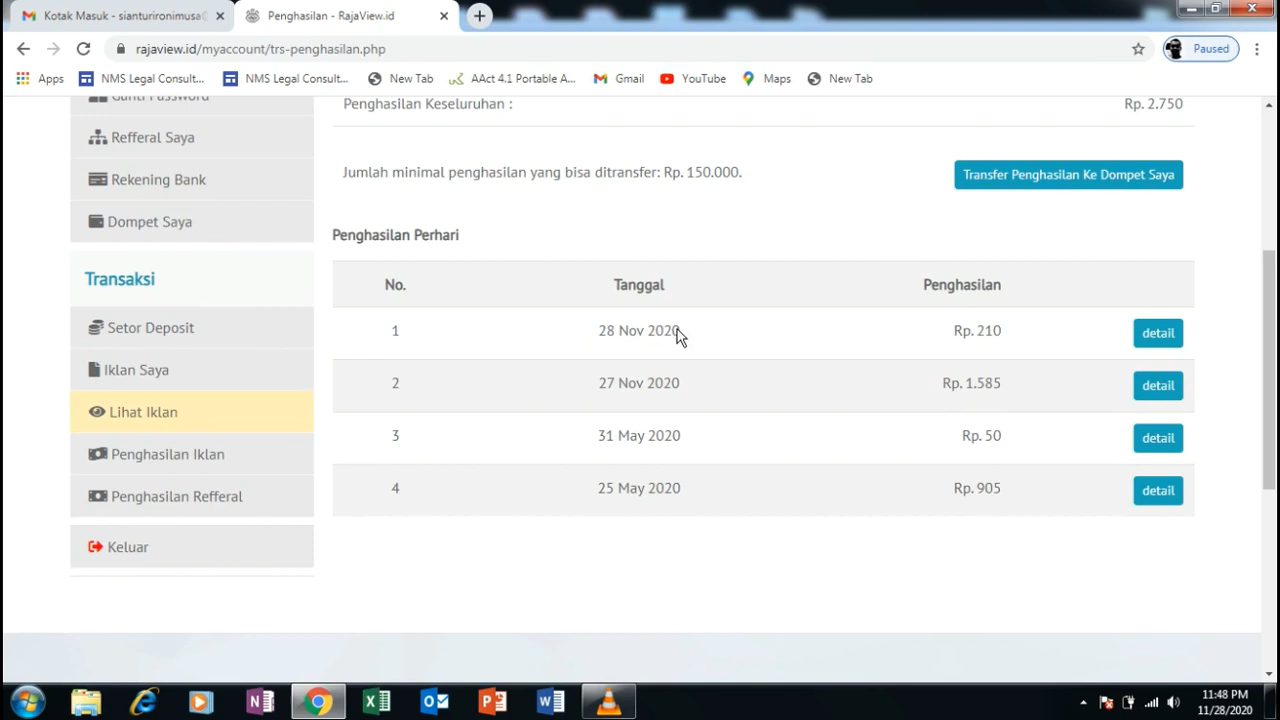 Kotak Masuk - sianturironimusa
Penghasilan - RajaView.id
rajaview.id/myaccount/trs-penghasilan.php
Paused
Apps
NMS Legal Consult...
NMS Legal Consult...
New Tab
AAct 4.1 Portable A...
Gmail
YouTube
Maps
New Tab
Ganti Password
Refferal Saya
Rekening Bank
Dompet Saya
Transaksi
Setor Deposit
Iklan Saya
Lihat Iklan
Penghasilan Iklan
Penghasilan Refferal
Keluar
Penghasilan Keseluruhan : Rp. 2.750
Jumlah minimal penghasilan yang bisa ditransfer: Rp. 150.000. Transfer Penghasilan Ke Dompet Saya
Penghasilan Perhari
No. Tanggal Penghasilan
1 28 Nov 2020 Rp. 210 detail
2 27 Nov 2020 Rp. 1.585 detail
3 31 May 2020 Rp. 50 detail
4 25 May 2020 Rp. 905 detail
11:48 PM
11/28/2020